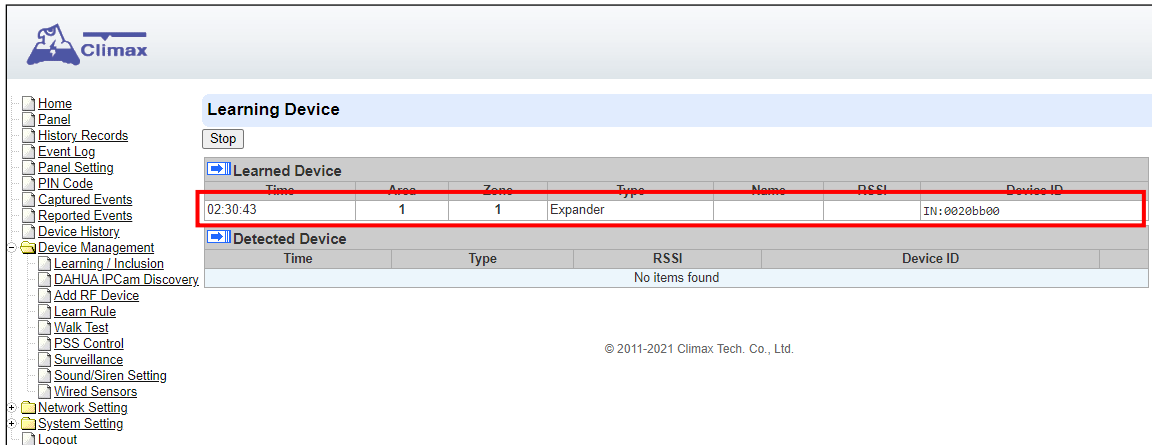 Climax
Home
Panel
History Records
Event Log
Panel Setting
PIN Code
Captured Events
Reported Events
Device History
Device Management
Learning / Inclusion
DAHUA IPCam Discovery
Add RF Device
Learn Rule
Walk Test
PSS Control
Surveillance
Sound/Siren Setting
Wired Sensors
Network Setting
System Setting
Logout
Learning Device
Stop
Learned Device
Time Area Zone Type Name RSSI Device ID
02:30:43 1 1 Expander IN:0020bb00
Detected Device
Time Type RSSI Device ID
No items found
© 2011-2021 Climax Tech. Co., Ltd.